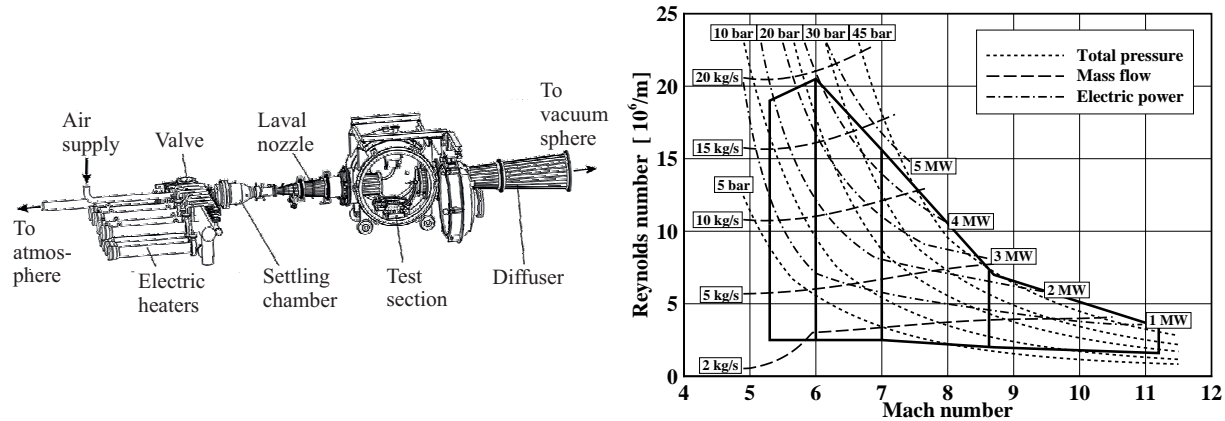 Air
supply
Valve
Laval
nozzle
To
vacuum
sphere
To
atmos-
phere
Electric
heaters
Settling
chamber
Test
section
Diffuser
Reynolds number [ 10⁶/m]
25
20
15
10
5
0
4 5 6 7 8 9 10 11 12
Mach number
10 bar 20 bar 30 bar 45 bar
Total pressure
Mass flow
Electric power
20 kg/s
15 kg/s
5 MW
5 bar
10 kg/s
4 MW
3 MW
5 kg/s
2 MW
1 MW
2 kg/s